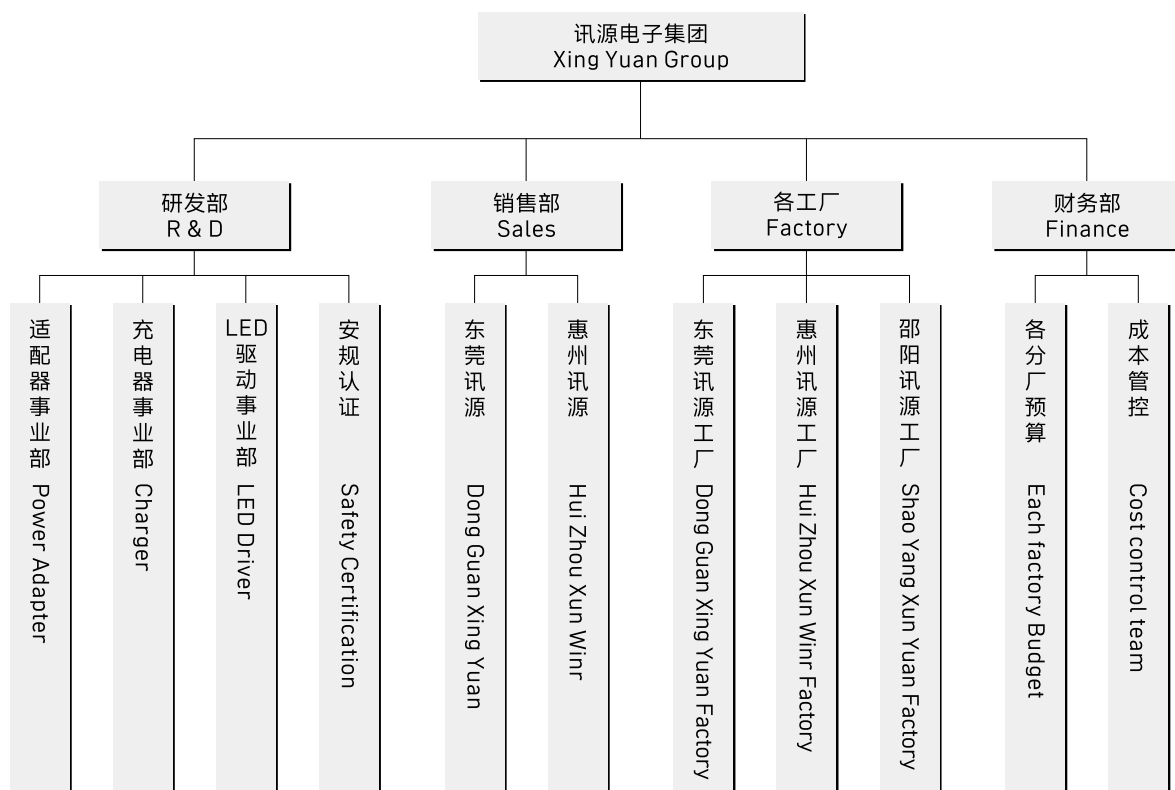 讯源电子集团
Xing Yuan Group
研发部
R & D
销售部
Sales
各工厂
Factory
财务部
Finance
适配器事业部 Power Adapter
充电器事业部 Charger
LED驱动事业部 LED Driver
安规认证 Safety Certification
东莞讯源 Dong Guan Xing Yuan
惠州讯源 Hui Zhou Xun Winr
东莞讯源工厂 Dong Guan Xing Yuan Factory
惠州讯源工厂 Hui Zhou Xun Winr Factory
邵阳讯源工厂 Shao Yang Xun Yuan Factory
各分厂预算 Each factory Budget
成本管控 Cost control team